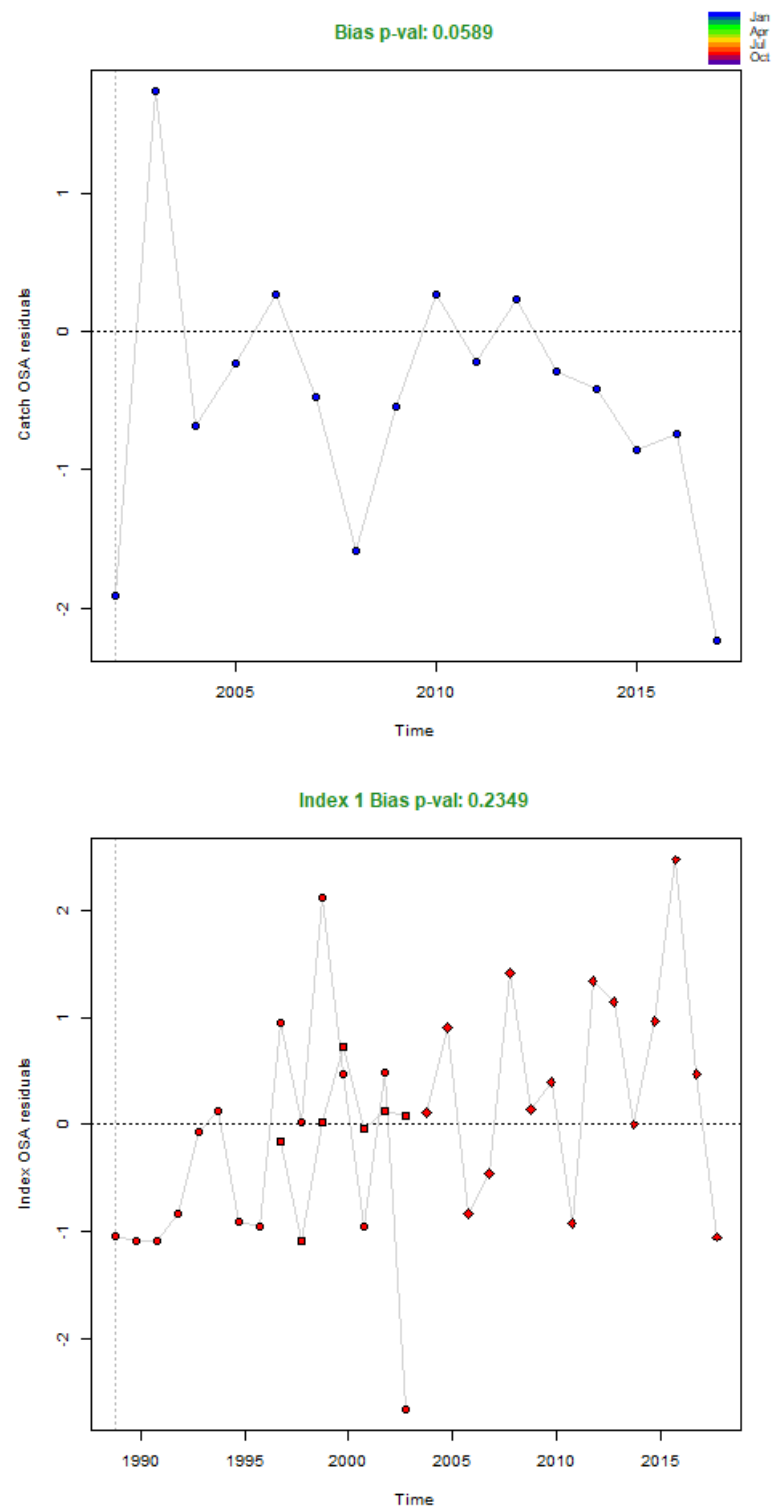 Bias p-val: 0.0589
Jan
Apr
Jul
Oct
Catch OSA residuals
1
0
-1
-2
2005 2010 2015
Time
Index 1 Bias p-val: 0.2349
Index OSA residuals
2
1
0
-1
-2
1990 1995 2000 2005 2010 2015
Time